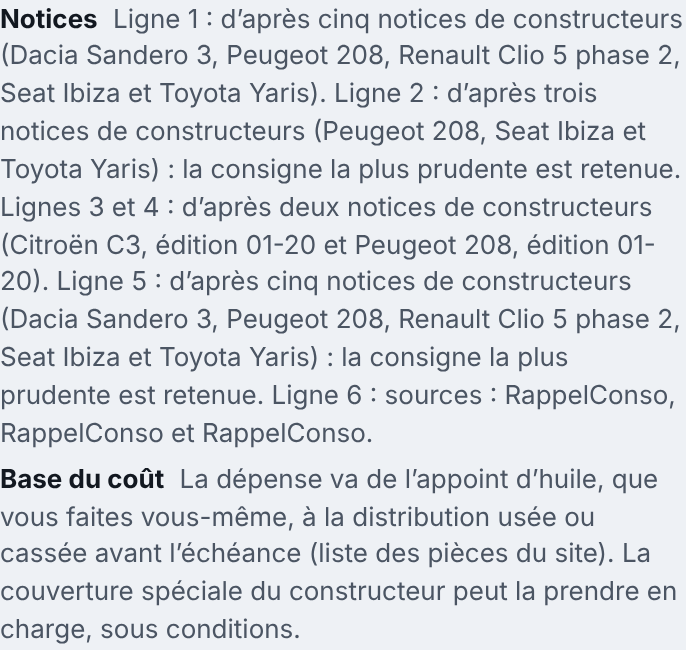 Notices Ligne 1 : d’après cinq notices de constructeurs
(Dacia Sandero 3, Peugeot 208, Renault Clio 5 phase 2,
Seat Ibiza et Toyota Yaris). Ligne 2 : d’après trois
notices de constructeurs (Peugeot 208, Seat Ibiza et
Toyota Yaris) : la consigne la plus prudente est retenue.
Lignes 3 et 4 : d’après deux notices de constructeurs
(Citroën C3, édition 01-20 et Peugeot 208, édition 01-
20). Ligne 5 : d’après cinq notices de constructeurs
(Dacia Sandero 3, Peugeot 208, Renault Clio 5 phase 2,
Seat Ibiza et Toyota Yaris) : la consigne la plus
prudente est retenue. Ligne 6 : sources : RappelConso,
RappelConso et RappelConso.
Base du coût La dépense va de l’appoint d’huile, que
vous faites vous-même, à la distribution usée ou
cassée avant l’échéance (liste des pièces du site). La
couverture spéciale du constructeur peut la prendre en
charge, sous conditions.